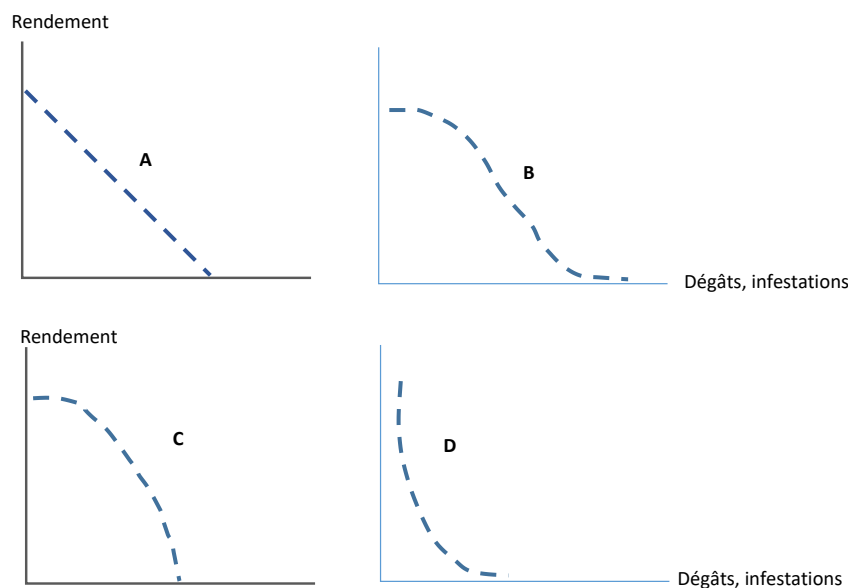 Rendement
A
B
Dégâts, infestations
Rendement
C
D
Dégâts, infestations